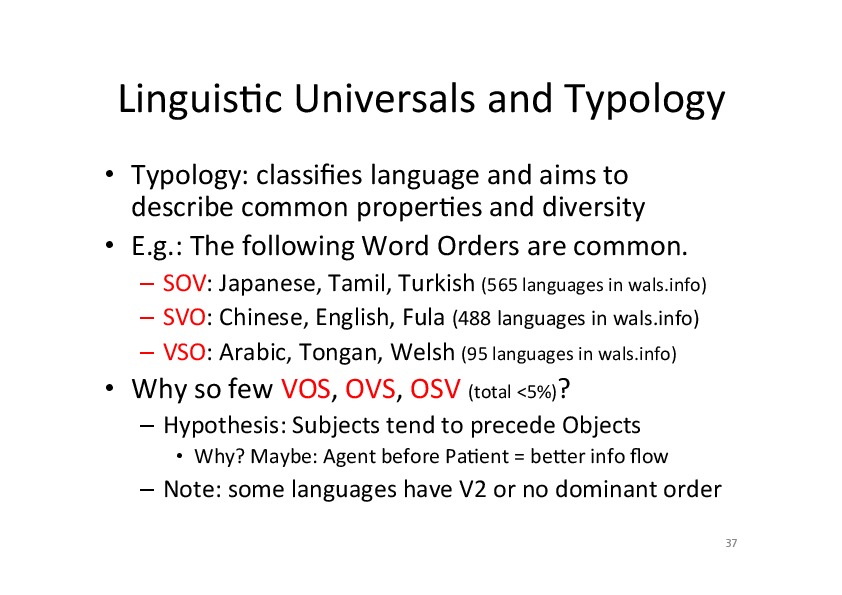 Linguistic Universals and Typology
• Typology: classifies language and aims to
describe common properties and diversity
• E.g.: The following Word Orders are common.
– SOV: Japanese, Tamil, Turkish (565 languages in wals.info)
– SVO: Chinese, English, Fula (488 languages in wals.info)
– VSO: Arabic, Tongan, Welsh (95 languages in wals.info)
• Why so few VOS, OVS, OSV (total <5%)?
– Hypothesis: Subjects tend to precede Objects
• Why? Maybe: Agent before Patient = better info flow
– Note: some languages have V2 or no dominant order
37